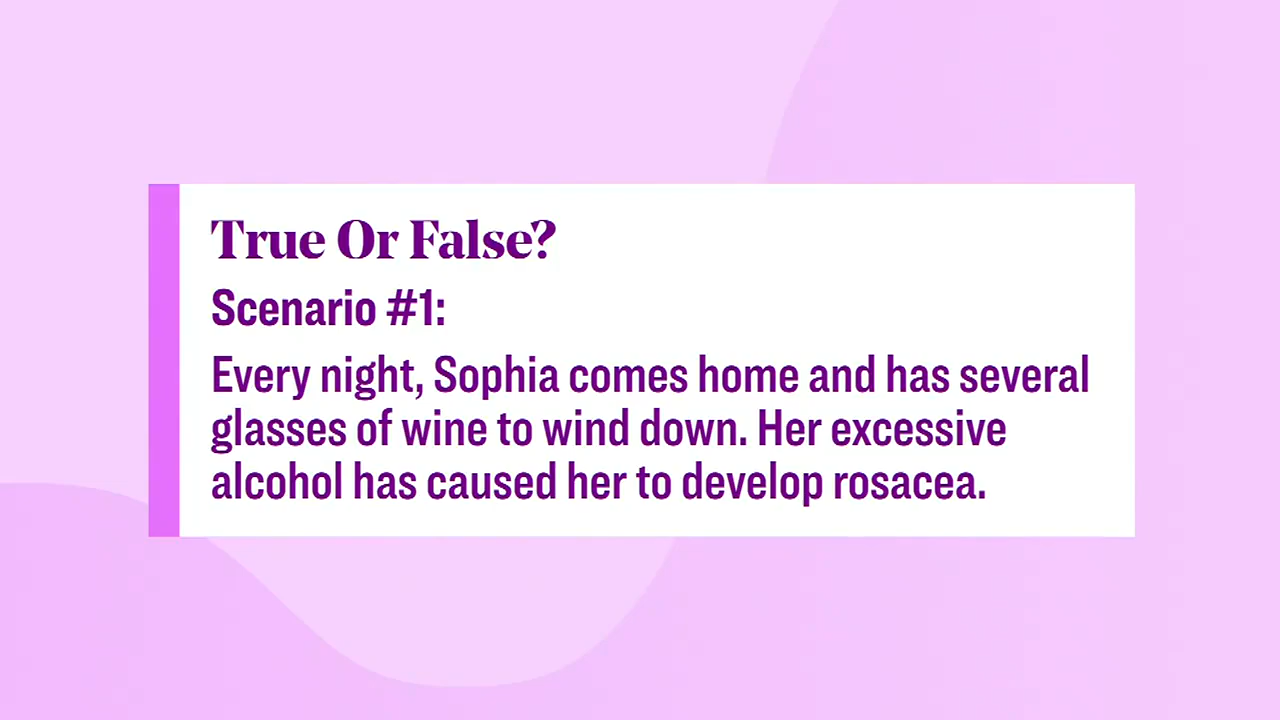 True Or False?
Scenario #1:
Every night, Sophia comes home and has several
glasses of wine to wind down. Her excessive
alcohol has caused her to develop rosacea.